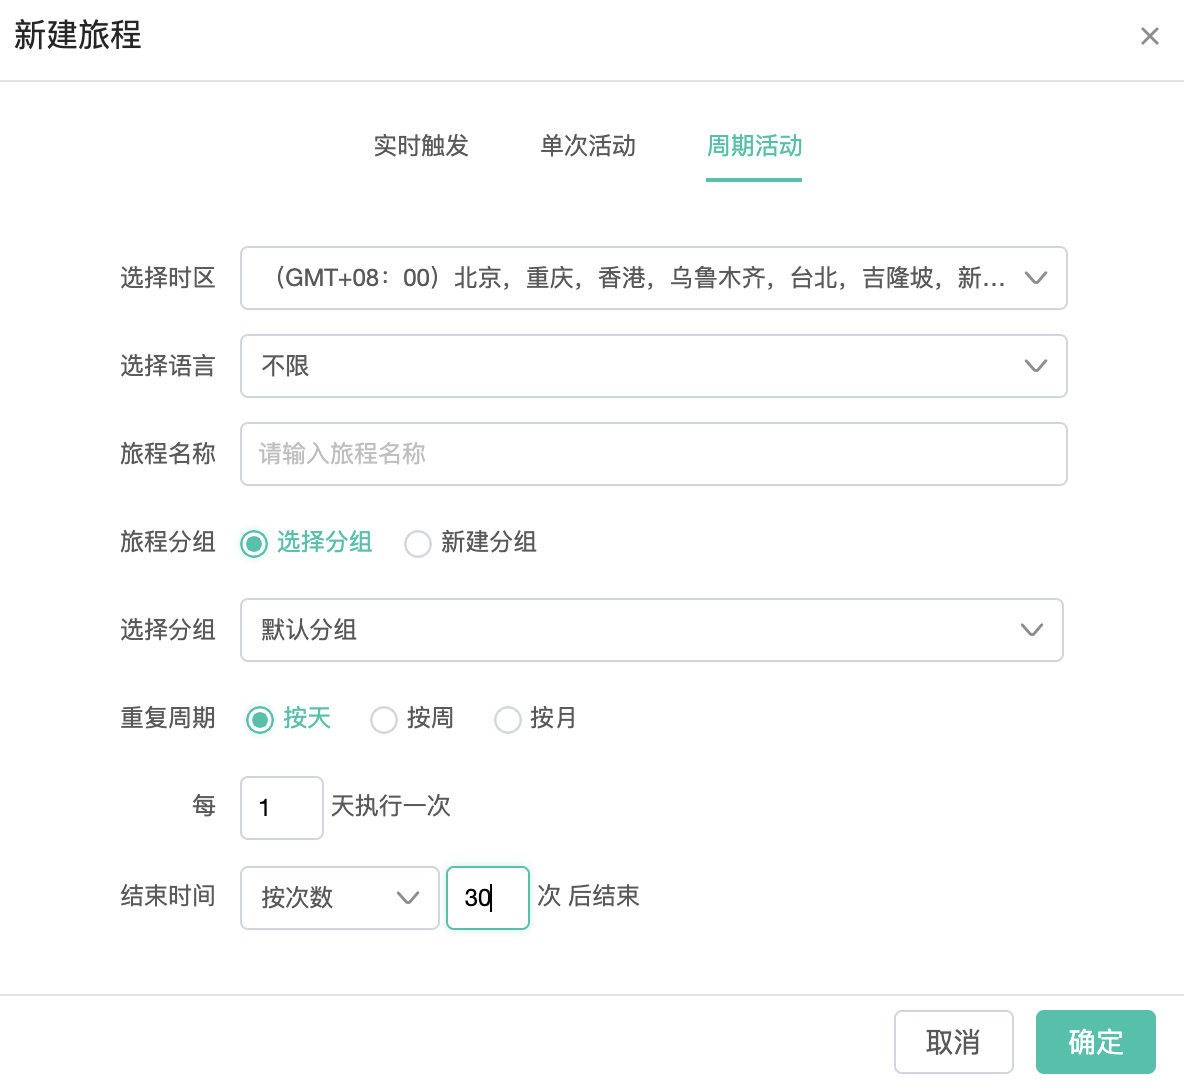 新建旅程
实时触发 单次活动 周期活动
选择时区 （GMT+08：00）北京，重庆，香港，乌鲁木齐，台北，吉隆坡，新...
选择语言 不限
旅程名称 请输入旅程名称
旅程分组 选择分组 新建分组
选择分组 默认分组
重复周期 按天 按周 按月
每 1 天执行一次
结束时间 按次数 30 次 后结束
取消 确定